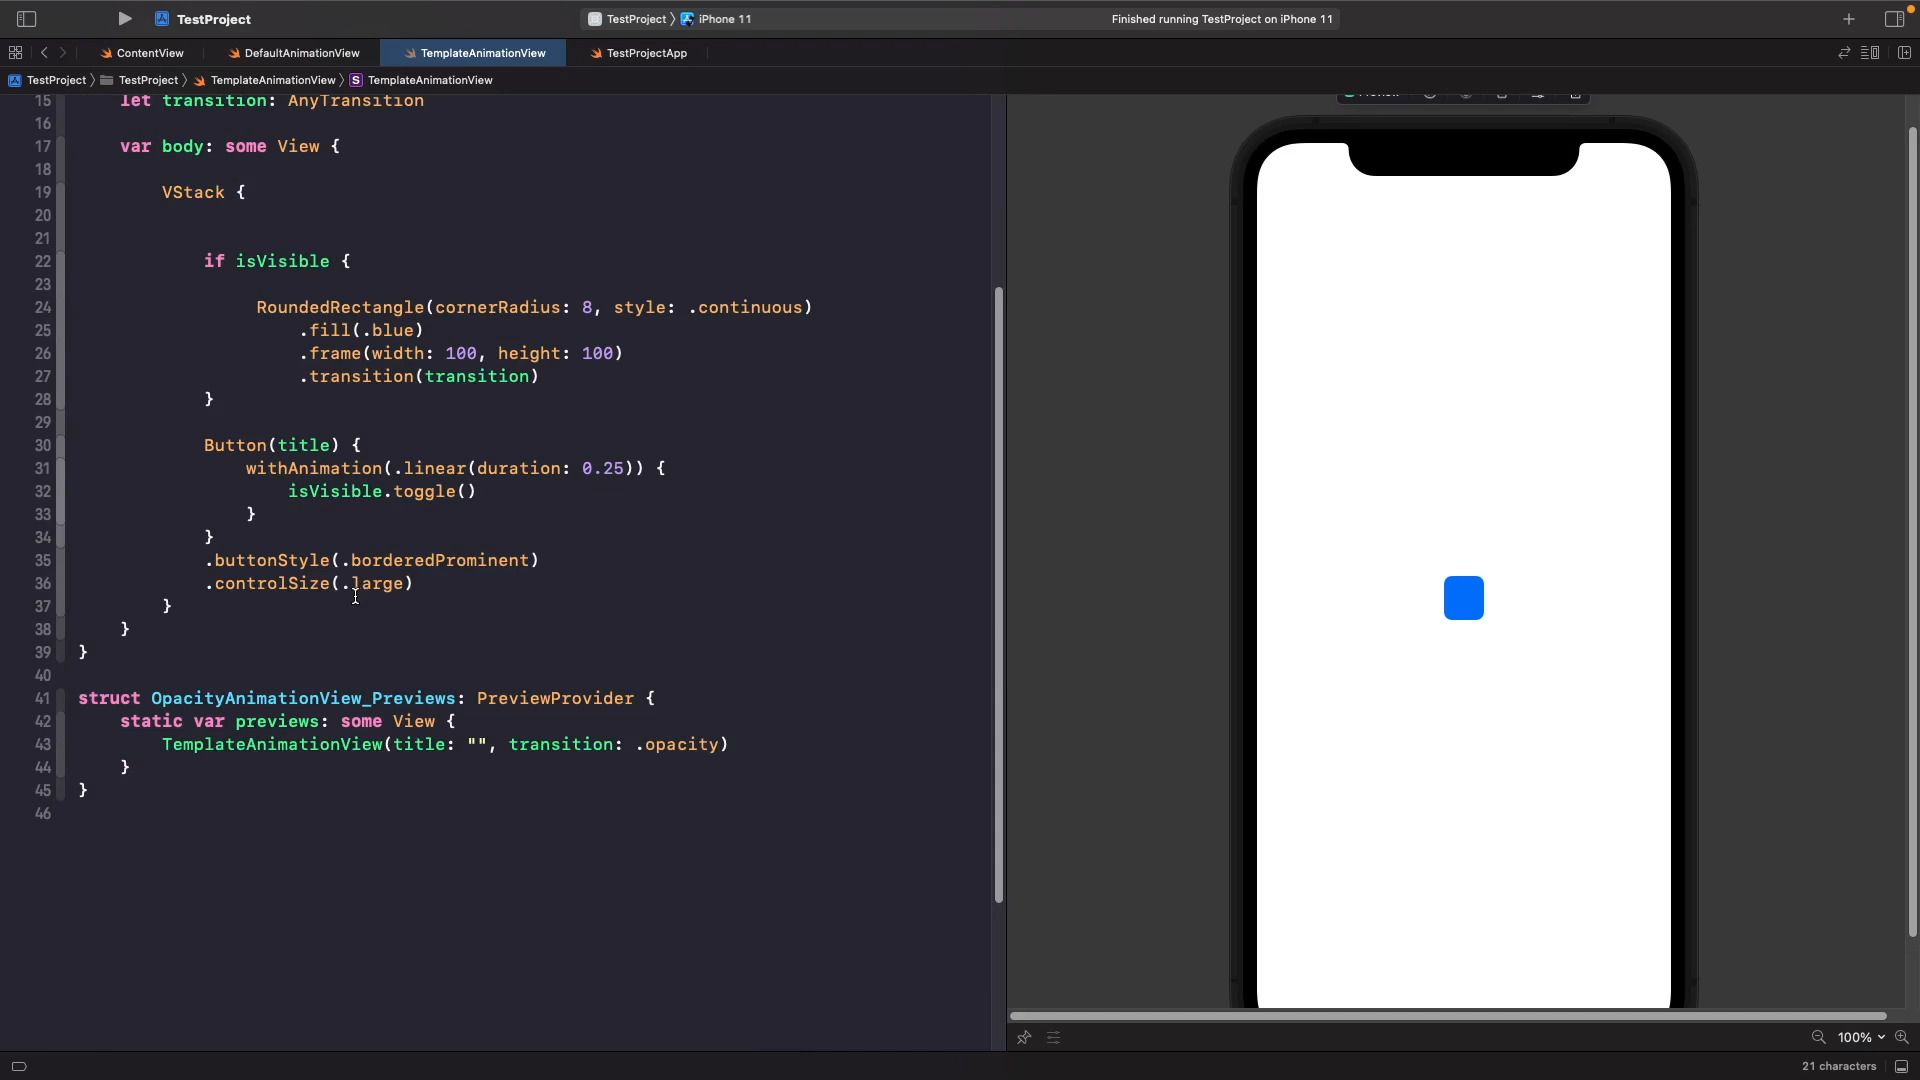 TestProject
TestProject 〉 iPhone 11
Finished running TestProject on iPhone 11
ContentView
DefaultAnimationView
TemplateAnimationView
TestProjectApp
TestProject 〉 TestProject 〉 TemplateAnimationView 〉 S TemplateAnimationView
15 let transition: AnyTransition
16
17 var body: some View {
18
19 VStack {
20
21
22 if isVisible {
23
24 RoundedRectangle(cornerRadius: 8, style: .continuous)
25 .fill(.blue)
26 .frame(width: 100, height: 100)
27 .transition(transition)
28 }
29
30 Button(title) {
31 withAnimation(.linear(duration: 0.25)) {
32 isVisible.toggle()
33 }
34 }
35 .buttonStyle(.borderedProminent)
36 .controlSize(.large)
37 }
38 }
39 }
40
41 struct OpacityAnimationView_Previews: PreviewProvider {
42 static var previews: some View {
43 TemplateAnimationView(title: "", transition: .opacity)
44 }
45 }
46
100%
21 characters